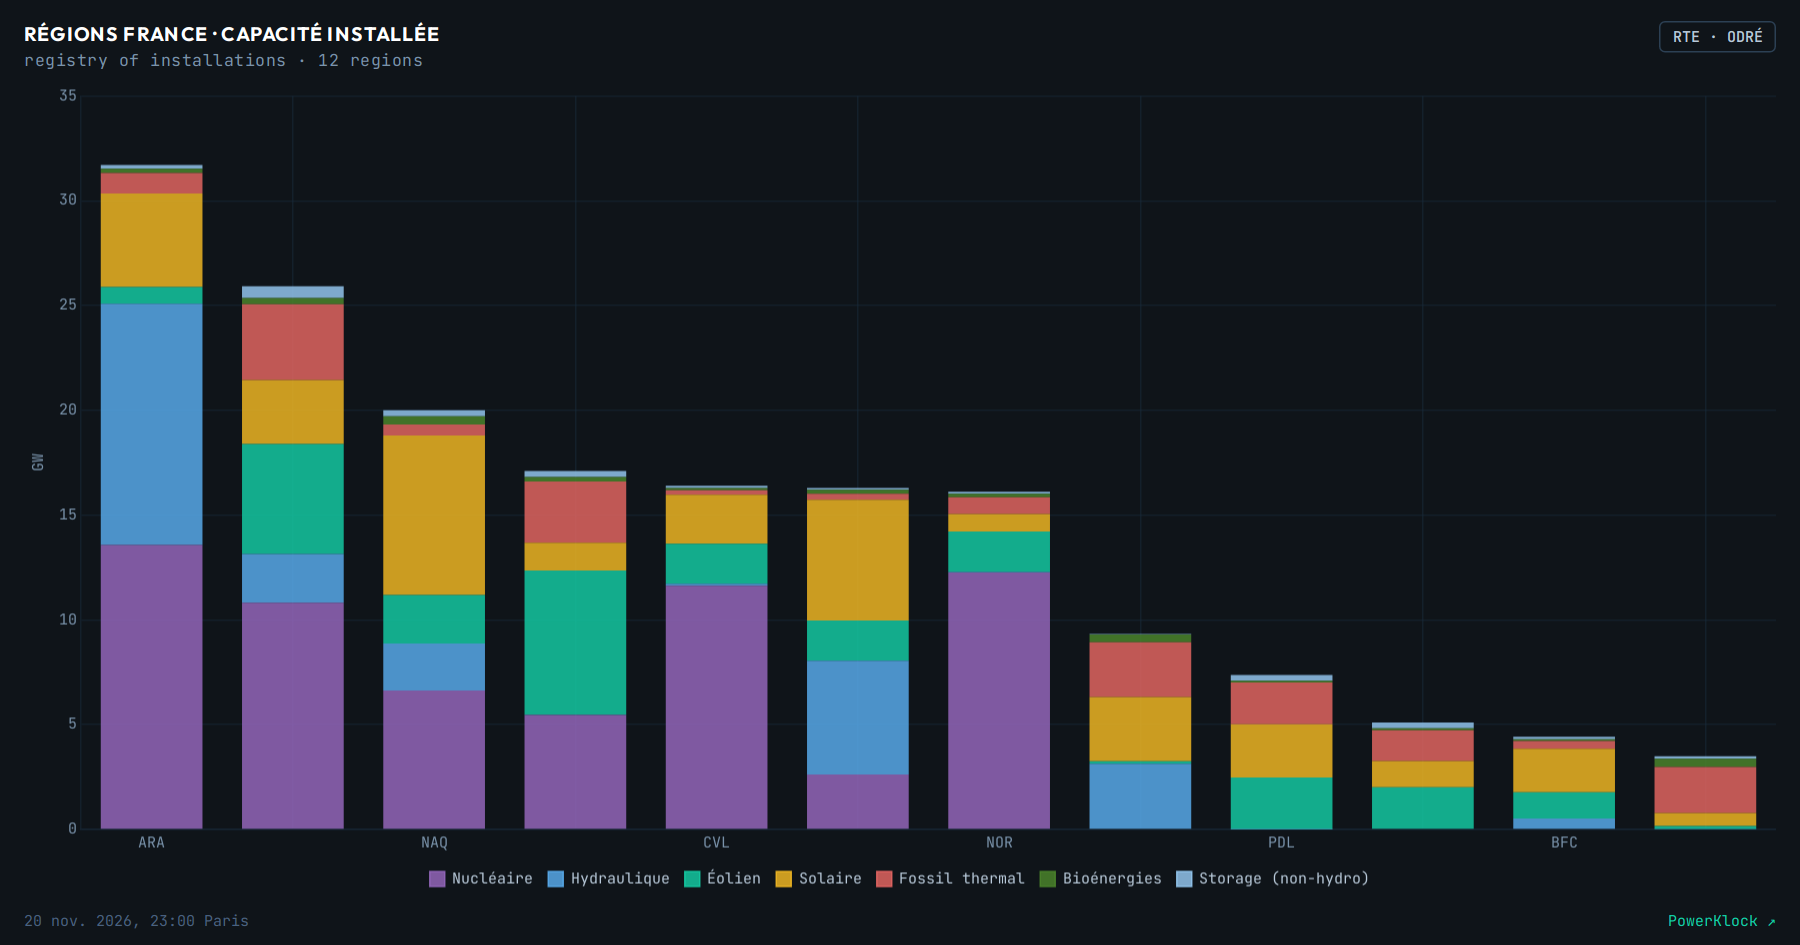 RÉGIONS FRANCE · CAPACITÉ INSTALLÉE
registry of installations · 12 regions
RTE · ODRÉ
35
30
25
20
15
10
5
0
GW
ARA
NAQ
CVL
NOR
PDL
BFC
Nucléaire
Hydraulique
Éolien
Solaire
Fossil thermal
Bioénergies
Storage (non-hydro)
20 nov. 2026, 23:00 Paris
PowerKlock ↗